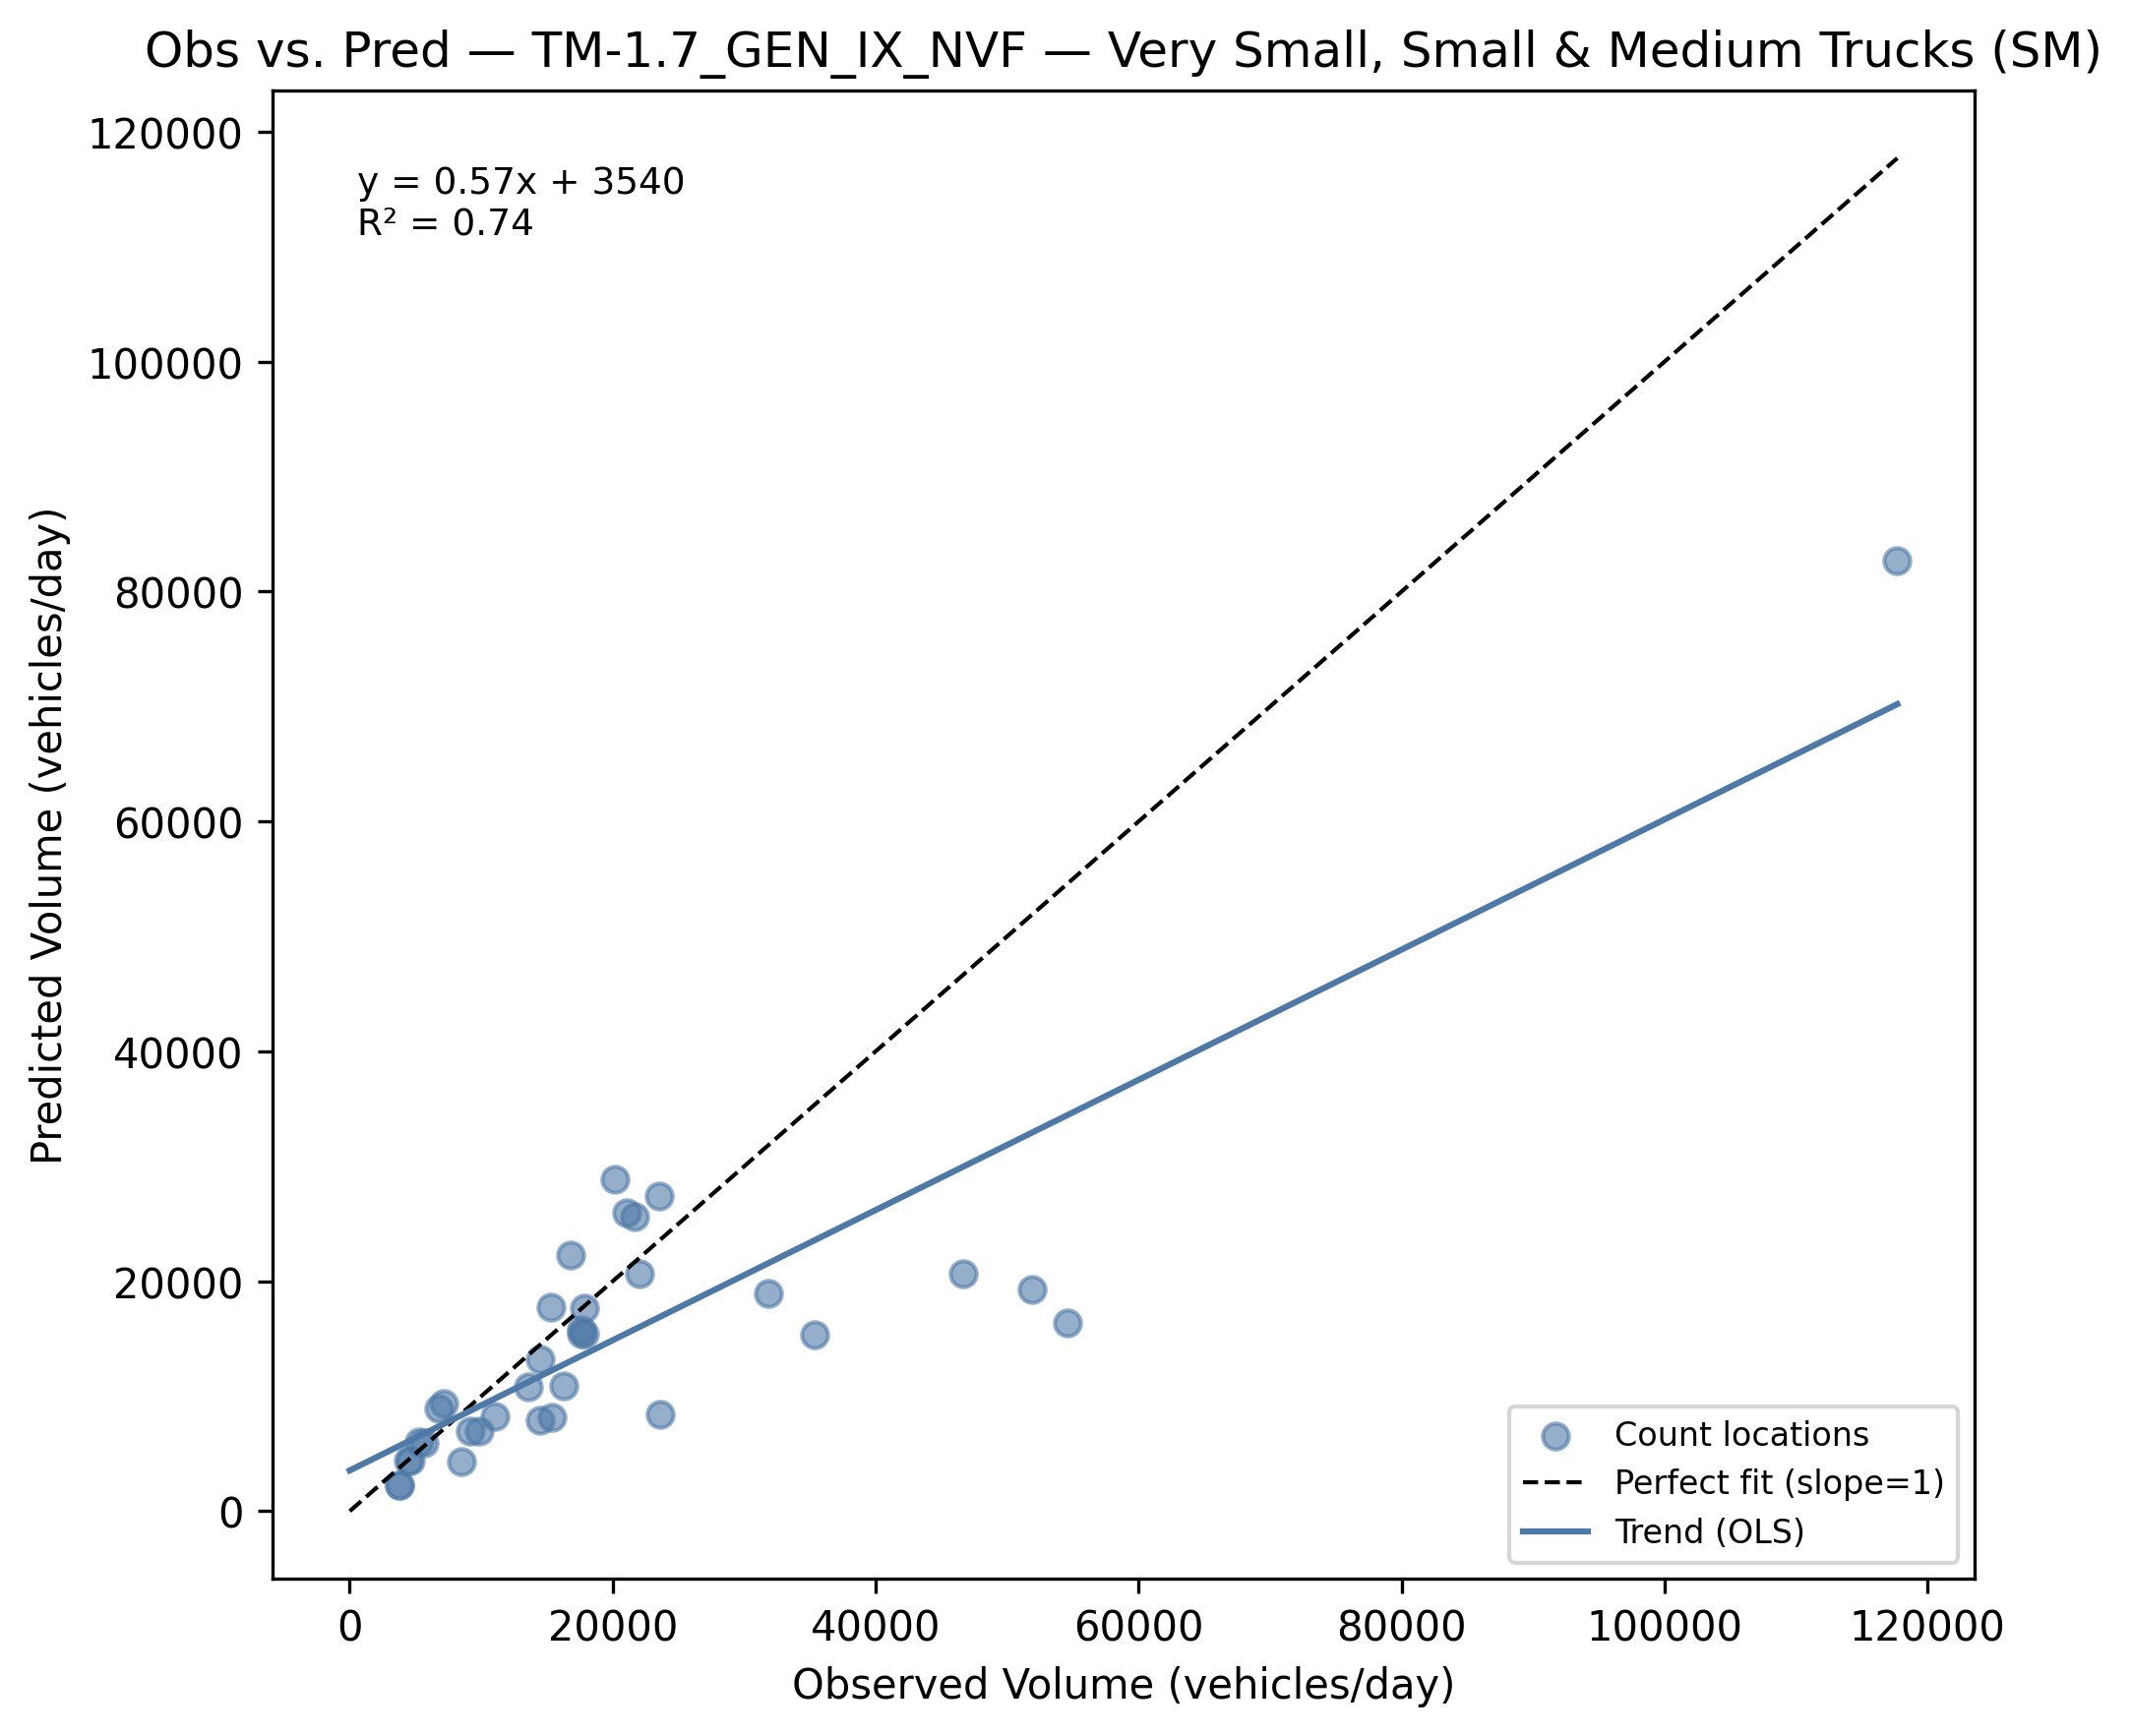 Obs vs. Pred — TM-1.7_GEN_IX_NVF — Very Small, Small & Medium Trucks (SM)
y = 0.57x + 3540
R² = 0.74
120000
100000
80000
60000
40000
20000
0
Predicted Volume (vehicles/day)
Count locations
Perfect fit (slope=1)
Trend (OLS)
0 20000 40000 60000 80000 100000 120000
Observed Volume (vehicles/day)